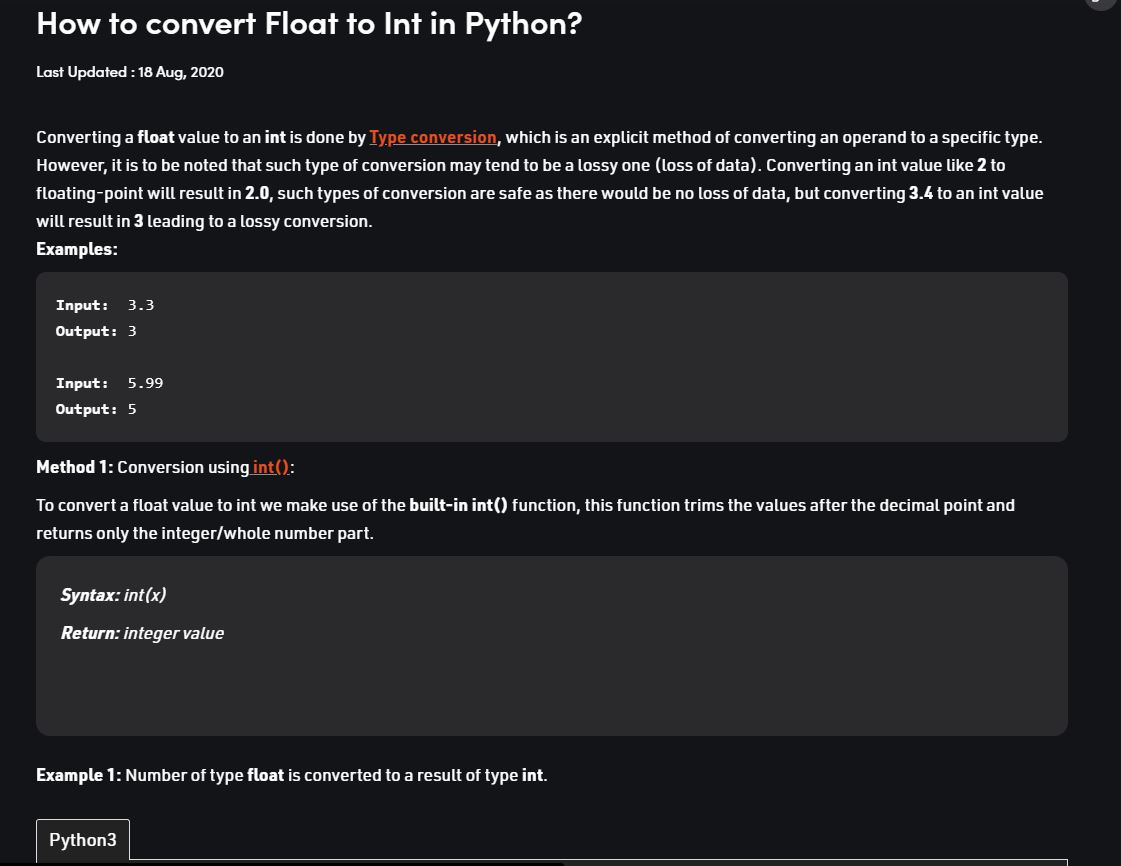 How to convert Float to Int in Python?
Last Updated : 18 Aug, 2020
Converting a float value to an int is done by Type conversion, which is an explicit method of converting an operand to a specific type.
However, it is to be noted that such type of conversion may tend to be a lossy one (loss of data). Converting an int value like 2 to
floating-point will result in 2.0, such types of conversion are safe as there would be no loss of data, but converting 3.4 to an int value
will result in 3 leading to a lossy conversion.
Examples:
Input:  3.3
Output: 3
Input:  5.99
Output: 5
Method 1: Conversion using int():
To convert a float value to int we make use of the built-in int() function, this function trims the values after the decimal point and
returns only the integer/whole number part.
Syntax: int(x)
Return: integer value
Example 1: Number of type float is converted to a result of type int.
Python3